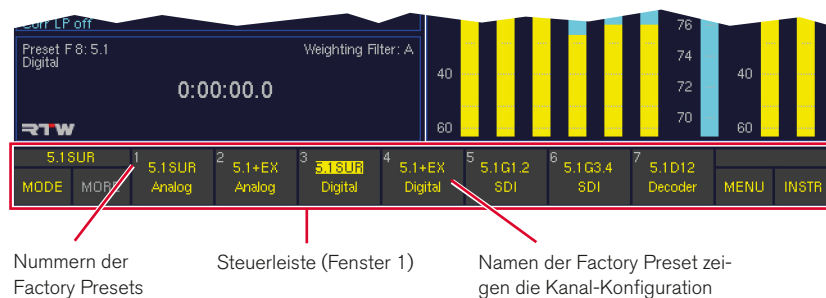 Corr LP off
Preset F 8: 5.1 Weighting Filter: A
Digital
0:00:00.0
RTW
40 76 74 72 70 40
60 60
5.1SUR 1 5.1SUR 2 5.1+EX 3 5.1SUR 4 5.1+EX 5 5.1G1.2 6 5.1G3.4 7 5.1D12
MODE MORE Analog Analog Digital Digital SDI SDI Decoder MENU INSTR
Nummern der
Factory Presets
Steuerleiste (Fenster 1)
Namen der Factory Preset zei-
gen die Kanal-Konfiguration